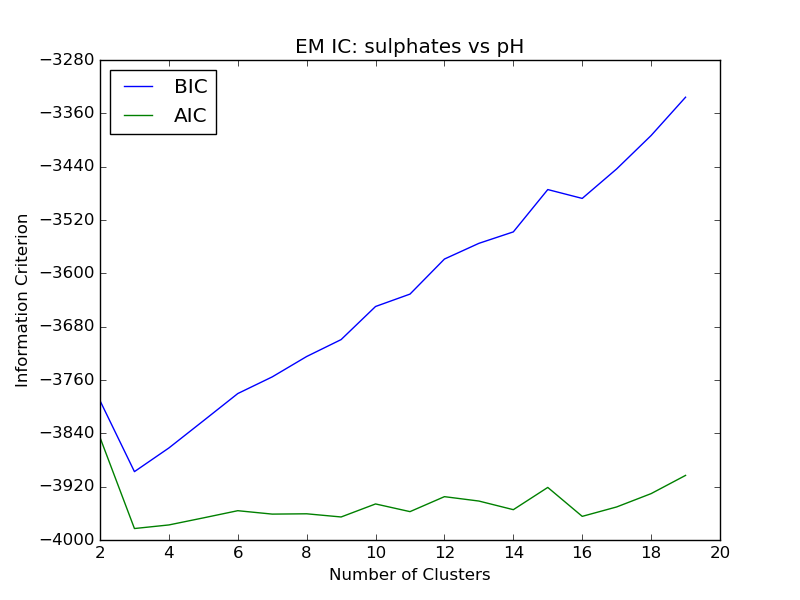 EM IC: sulphates vs pH
BIC
AIC
−3280
−3360
−3440
−3520
−3600
−3680
−3760
−3840
−3920
−4000
Information Criterion
2 4 6 8 10 12 14 16 18 20
Number of Clusters